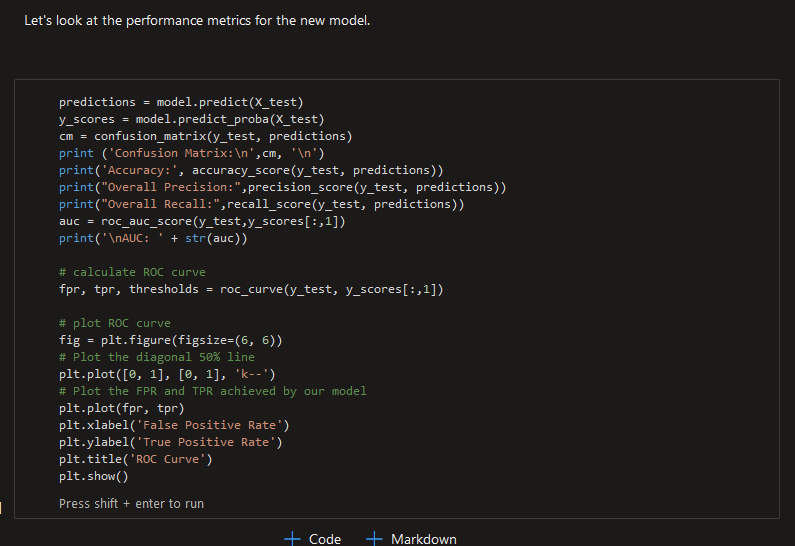 Let's look at the performance metrics for the new model.
predictions = model.predict(X_test)
y_scores = model.predict_proba(X_test)
cm = confusion_matrix(y_test, predictions)
print ('Confusion Matrix:\n',cm, '\n')
print('Accuracy:', accuracy_score(y_test, predictions))
print("Overall Precision:",precision_score(y_test, predictions))
print("Overall Recall:",recall_score(y_test, predictions))
auc = roc_auc_score(y_test,y_scores[:,1])
print('\nAUC: ' + str(auc))
# calculate ROC curve
fpr, tpr, thresholds = roc_curve(y_test, y_scores[:,1])
# plot ROC curve
fig = plt.figure(figsize=(6, 6))
# Plot the diagonal 50% line
plt.plot([0, 1], [0, 1], 'k--')
# Plot the FPR and TPR achieved by our model
plt.plot(fpr, tpr)
plt.xlabel('False Positive Rate')
plt.ylabel('True Positive Rate')
plt.title('ROC Curve')
plt.show()
Press shift + enter to run
+ Code + Markdown